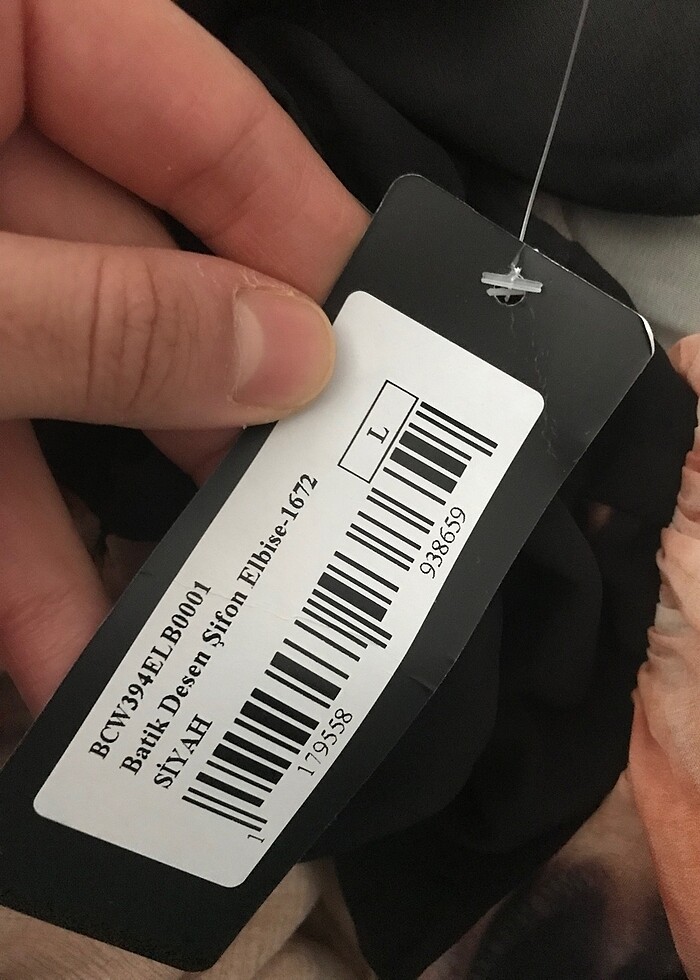 BCW394ELB0001
Batik Desen Şifon Elbise-1672
SİYAH
L
1 179558 938659